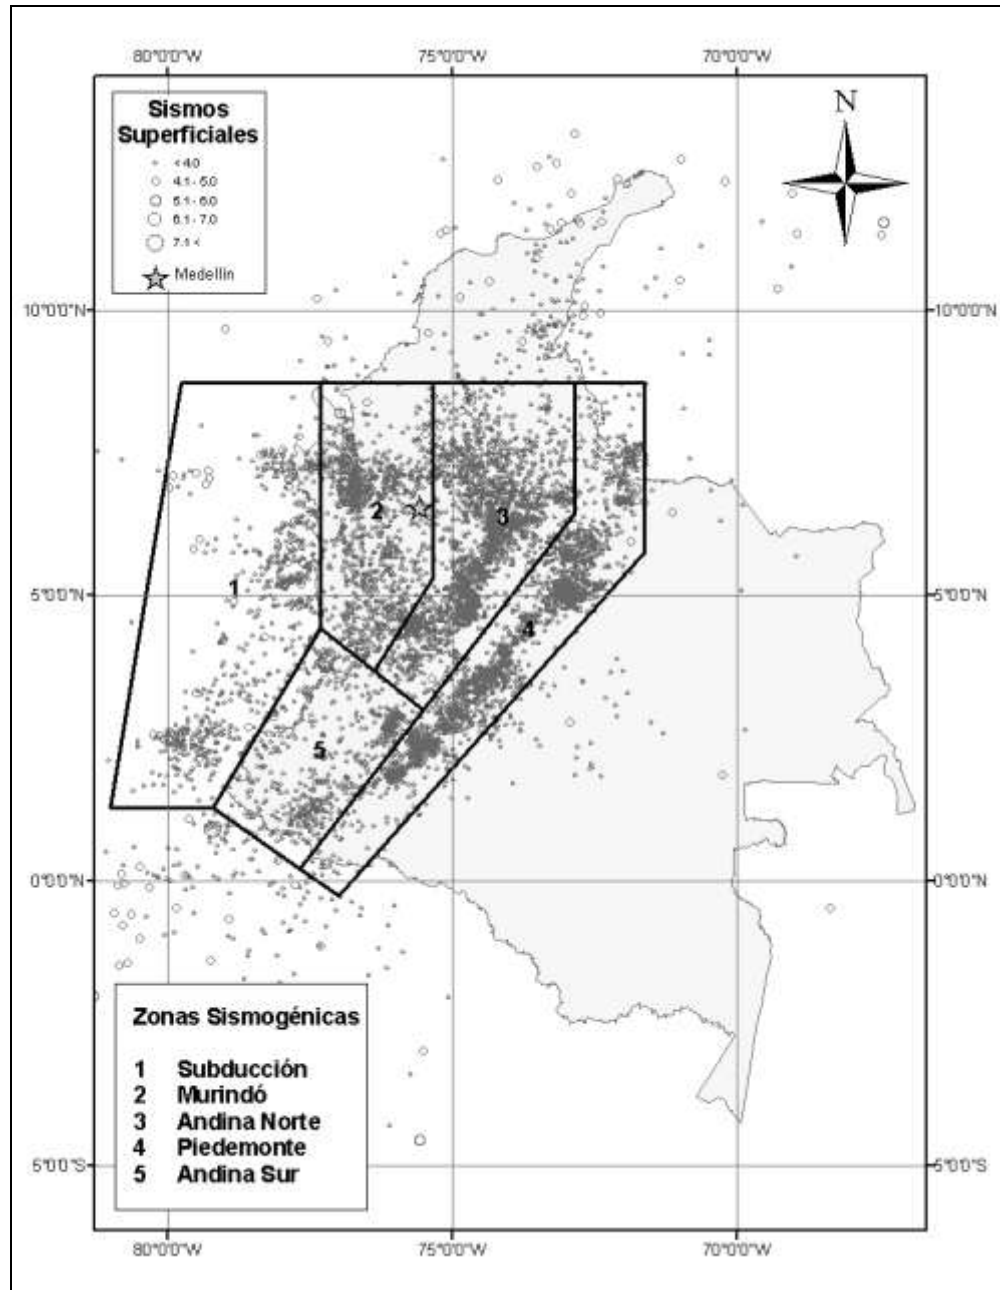 80°0'0"W 75°0'0"W 70°0'0"W
Sismos
Superficiales
< 4.0
4.1 - 5.0
5.1 - 6.0
6.1 - 7.0
7.1 <
Medellín
N
10°0'0"N 10°0'0"N
2
3
1
5°0'0"N 5°0'0"N
4
5
0°0'0"N 0°0'0"N
Zonas Sismogénicas
1 Subducción
2 Murindó
3 Andina Norte
4 Piedemonte
5 Andina Sur
5°0'0"S 5°0'0"S
80°0'0"W 75°0'0"W 70°0'0"W